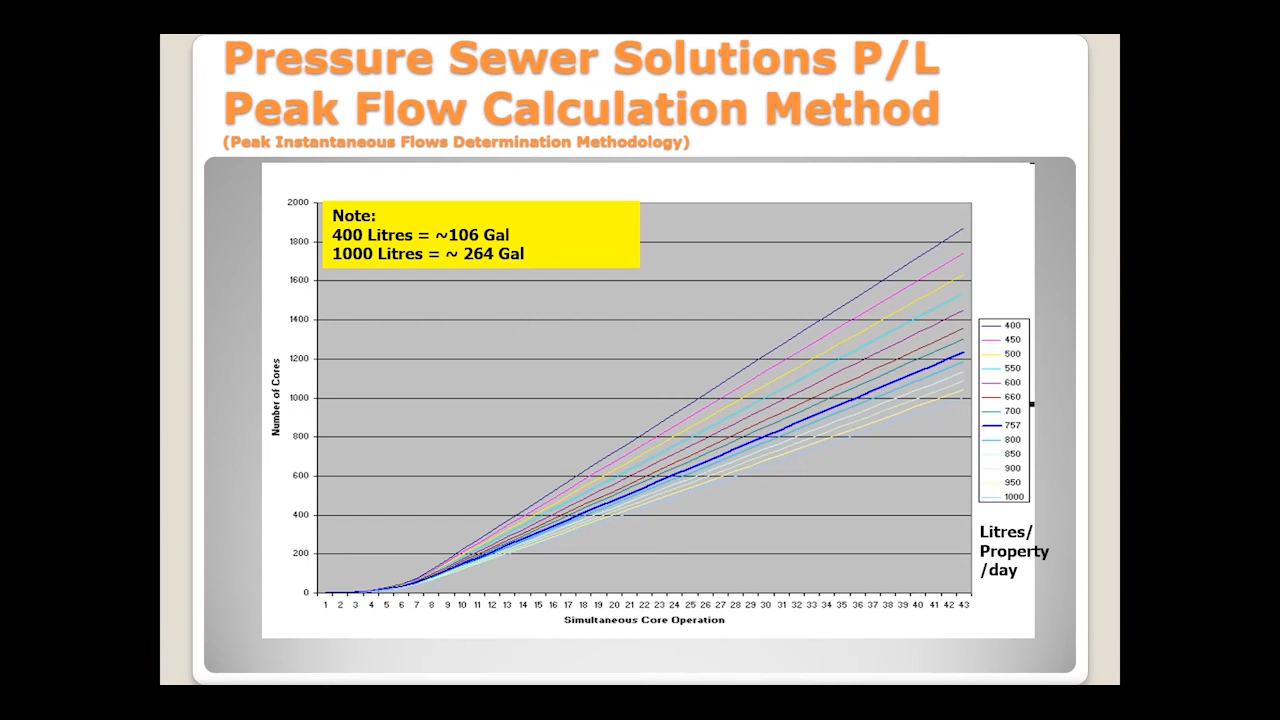 Pressure Sewer Solutions P/L
Peak Flow Calculation Method
(Peak Instantaneous Flows Determination Methodology)
Note:
400 Litres = ~106 Gal
1000 Litres = ~ 264 Gal
2000
1800
1600
1400
1200
1000
800
600
400
200
0
Number of Cores
1 2 3 4 5 6 7 8 9 10 11 12 13 14 15 16 17 18 19 20 21 22 23 24 25 26 27 28 29 30 31 32 33 34 35 36 37 38 39 40 41 42 43
Simultaneous Core Operation
400
450
500
550
600
660
700
757
800
850
900
950
1000
Litres/
Property
/day